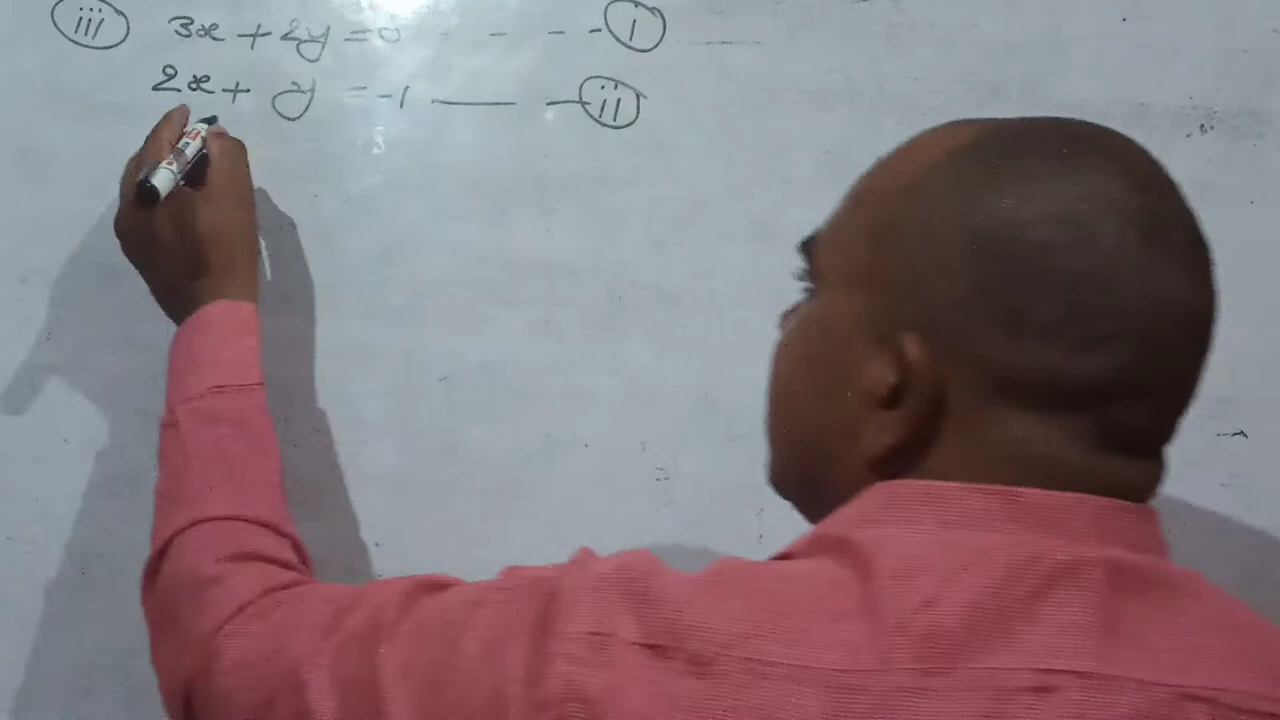 (iii) 3x + 2y = 0 - - - - (i)
2x + y = -1 —— — (ii)